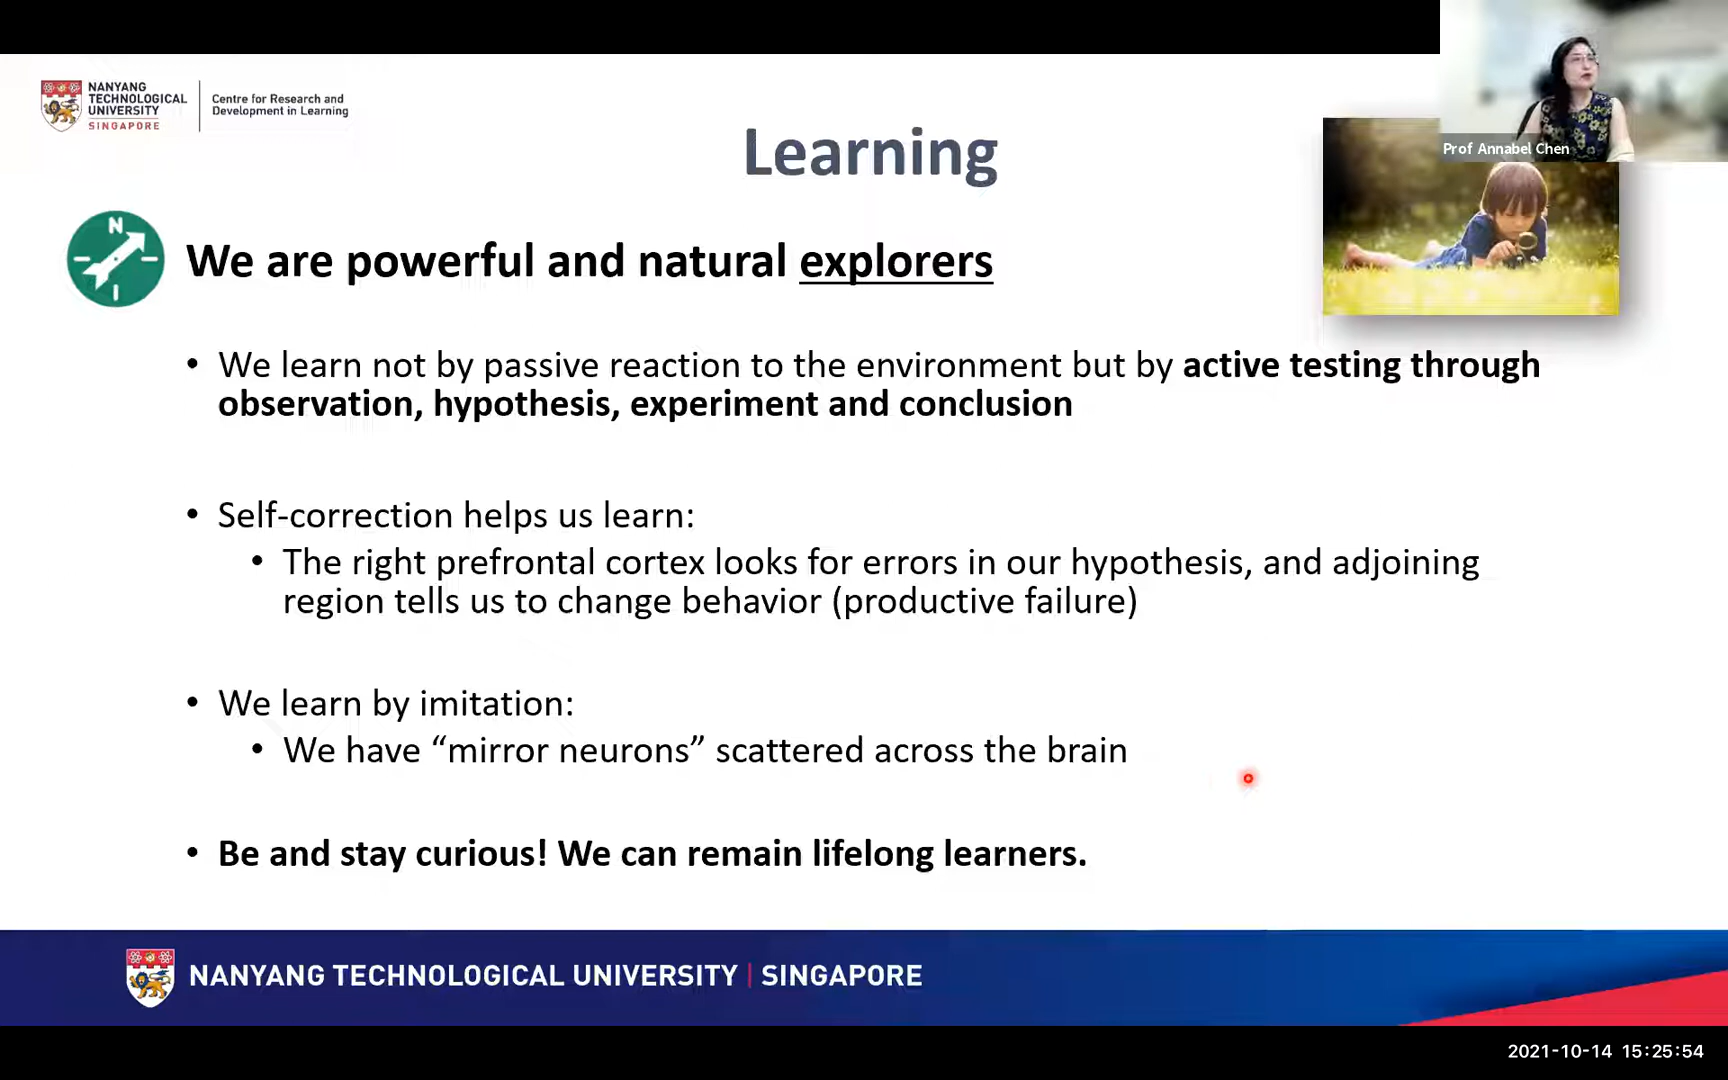 NANYANG
TECHNOLOGICAL
UNIVERSITY
SINGAPORE
Centre for Research and
Development in Learning
Prof Annabel Chen
Learning
N
We are powerful and natural explorers
• We learn not by passive reaction to the environment but by active testing through
observation, hypothesis, experiment and conclusion
• Self-correction helps us learn:
• The right prefrontal cortex looks for errors in our hypothesis, and adjoining
region tells us to change behavior (productive failure)
• We learn by imitation:
• We have “mirror neurons” scattered across the brain
• Be and stay curious! We can remain lifelong learners.
NANYANG TECHNOLOGICAL UNIVERSITY | SINGAPORE
2021-10-14 15:25:54